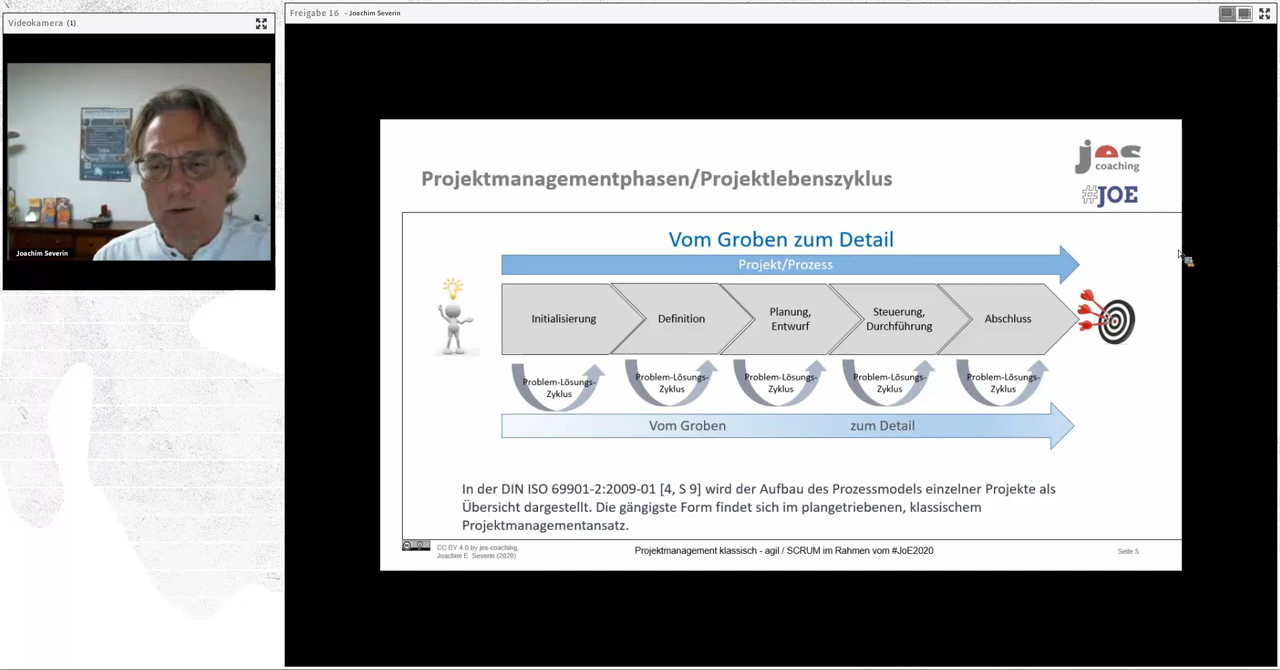 Videokamera (1)
Joachim Severin
Freigabe 16 - Joachim Severin
jes
coaching
#JOE
Projektmanagementphasen/Projektlebenszyklus
Vom Groben zum Detail
Projekt/Prozess
Initialisierung
Definition
Planung,
Entwurf
Steuerung,
Durchführung
Abschluss
Problem-Lösungs-
Zyklus
Problem-Lösungs-
Zyklus
Problem-Lösungs-
Zyklus
Problem-Lösungs-
Zyklus
Problem-Lösungs-
Zyklus
Vom Groben zum Detail
In der DIN ISO 69901-2:2009-01 [4, S 9] wird der Aufbau des Prozessmodels einzelner Projekte als
Übersicht dargestellt. Die gängigste Form findet sich im plangetriebenen, klassischem
Projektmanagementansatz.
CC BY 4.0 by jes-coaching,
Joachim E. Severin (2020)
Projektmanagement klassisch - agil / SCRUM im Rahmen vom #JoE2020
Seite 5